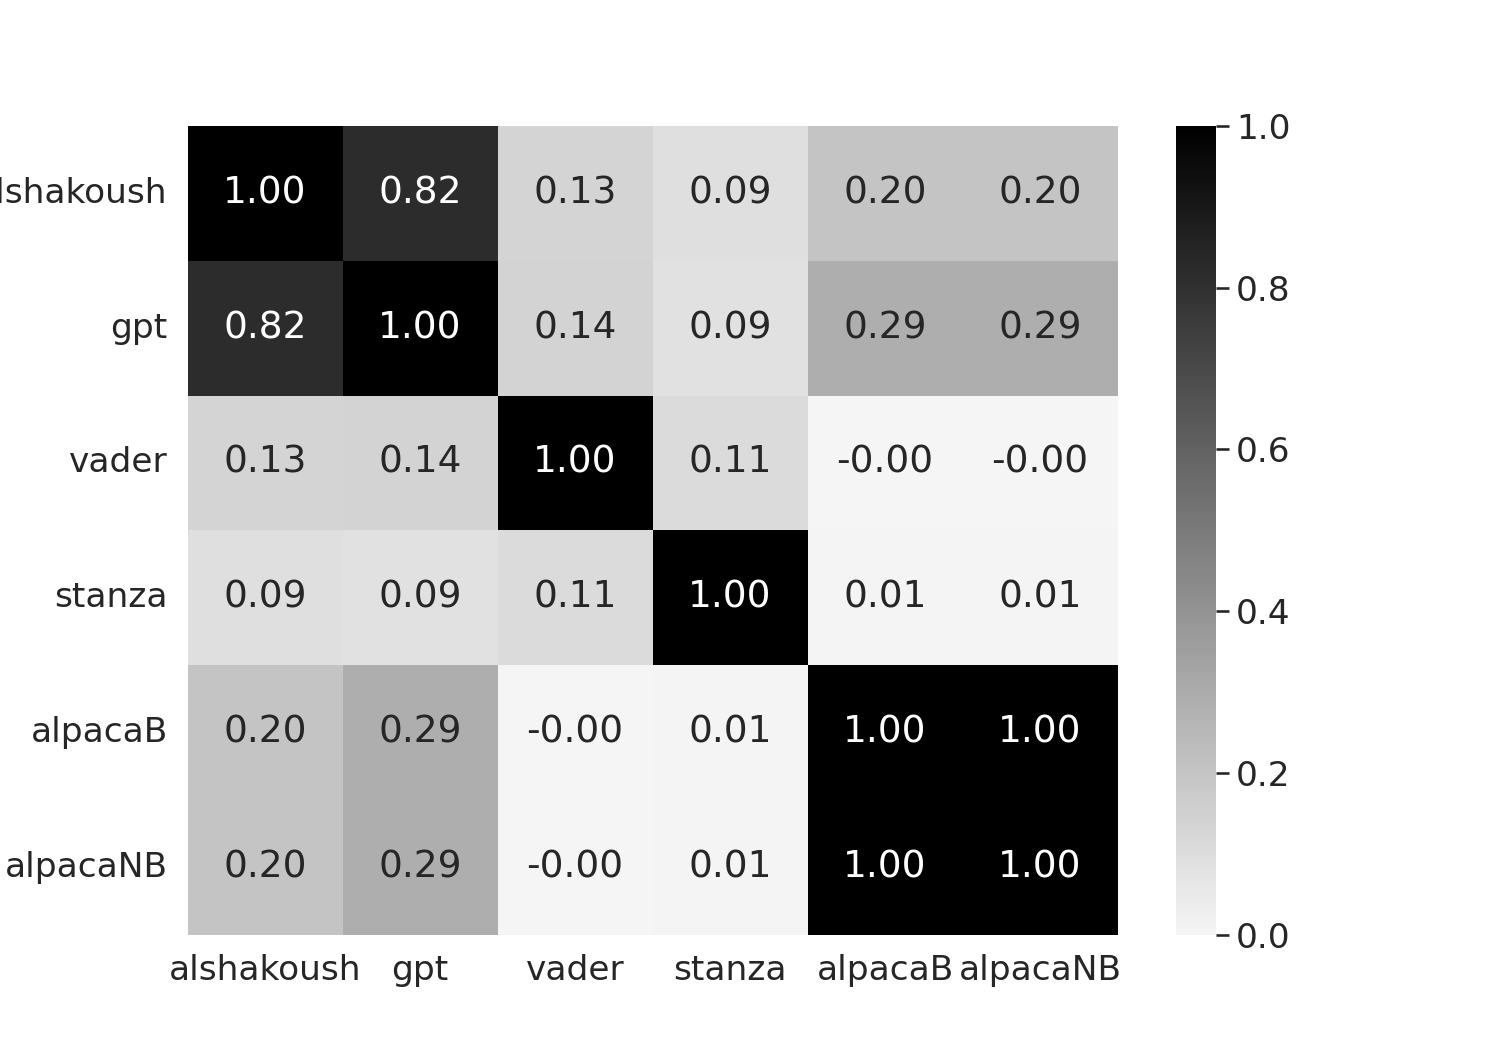 1.0
lshakoush 1.00 0.82 0.13 0.09 0.20 0.20
0.8
gpt 0.82 1.00 0.14 0.09 0.29 0.29
0.6
vader 0.13 0.14 1.00 0.11 -0.00 -0.00
stanza 0.09 0.09 0.11 1.00 0.01 0.01
0.4
alpacaB 0.20 0.29 -0.00 0.01 1.00 1.00
0.2
alpacaNB 0.20 0.29 -0.00 0.01 1.00 1.00
0.0
alshakoush gpt vader stanza alpacaB alpacaNB